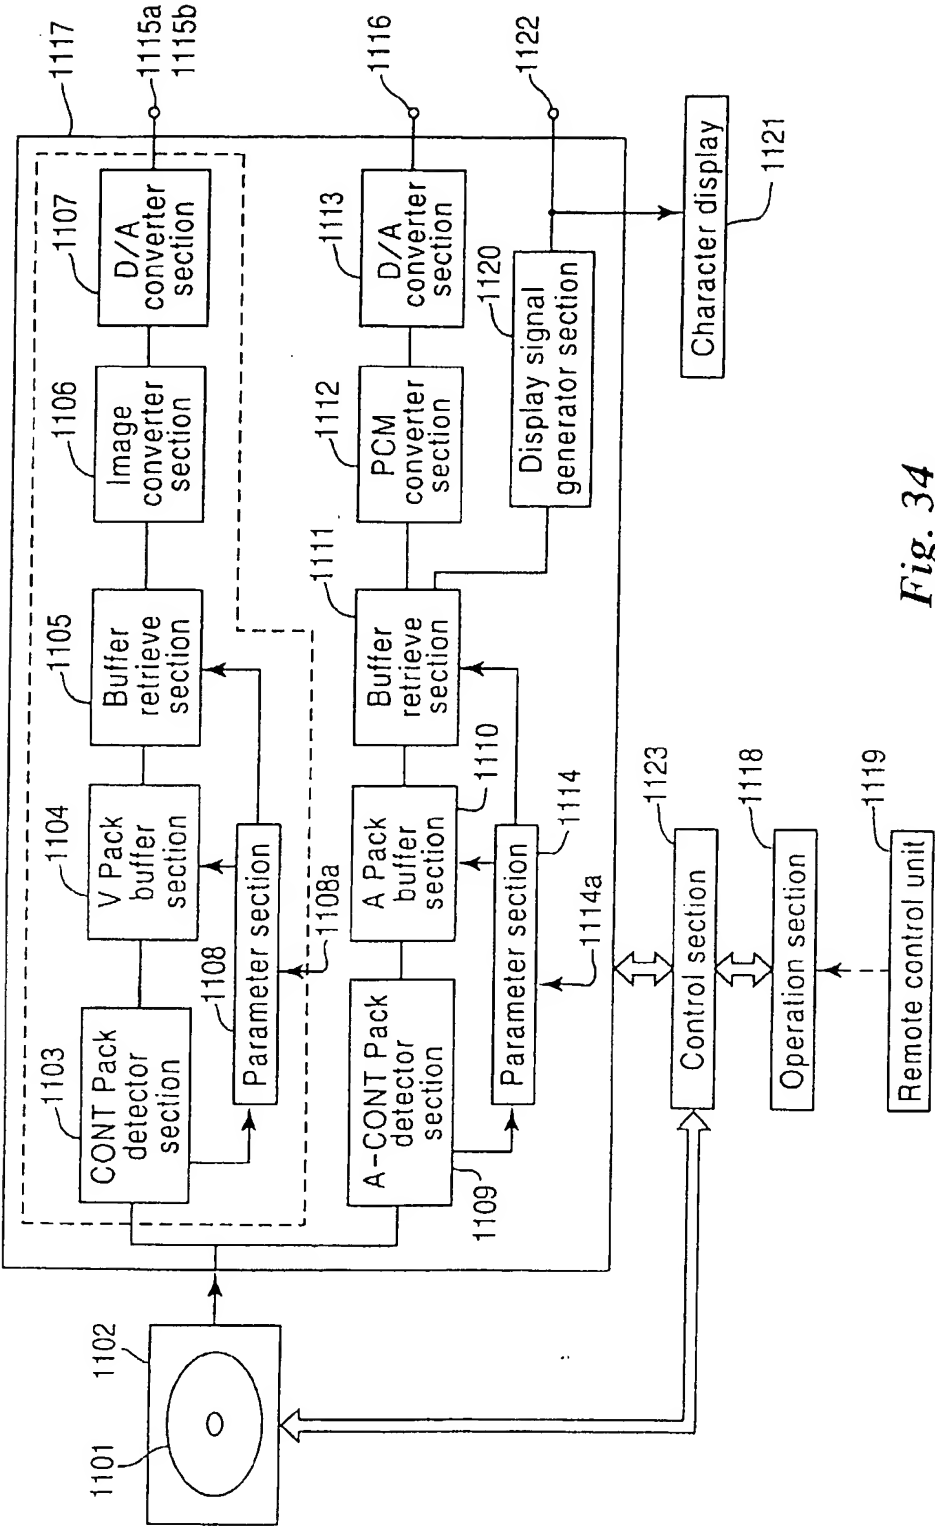 1117
1115a
1115b
1116
1122
1107
D/A
converter
section
1113
D/A
converter
section
1120
Display signal
generator section
Character display
1121
1106
Image
converter
section
1112
PCM
converter
section
1105
Buffer
retrieve
section
1111
Buffer
retrieve
section
1104
V Pack
buffer
section
1110
A Pack
buffer
section
1103
CONT Pack
detector
section
1108
Parameter section
1108a
A-CONT Pack
detector
section
1109
1114
Parameter section
1114a
1102
1101
1123
Control section
1118
Operation section
1119
Remote control unit
Fig. 34